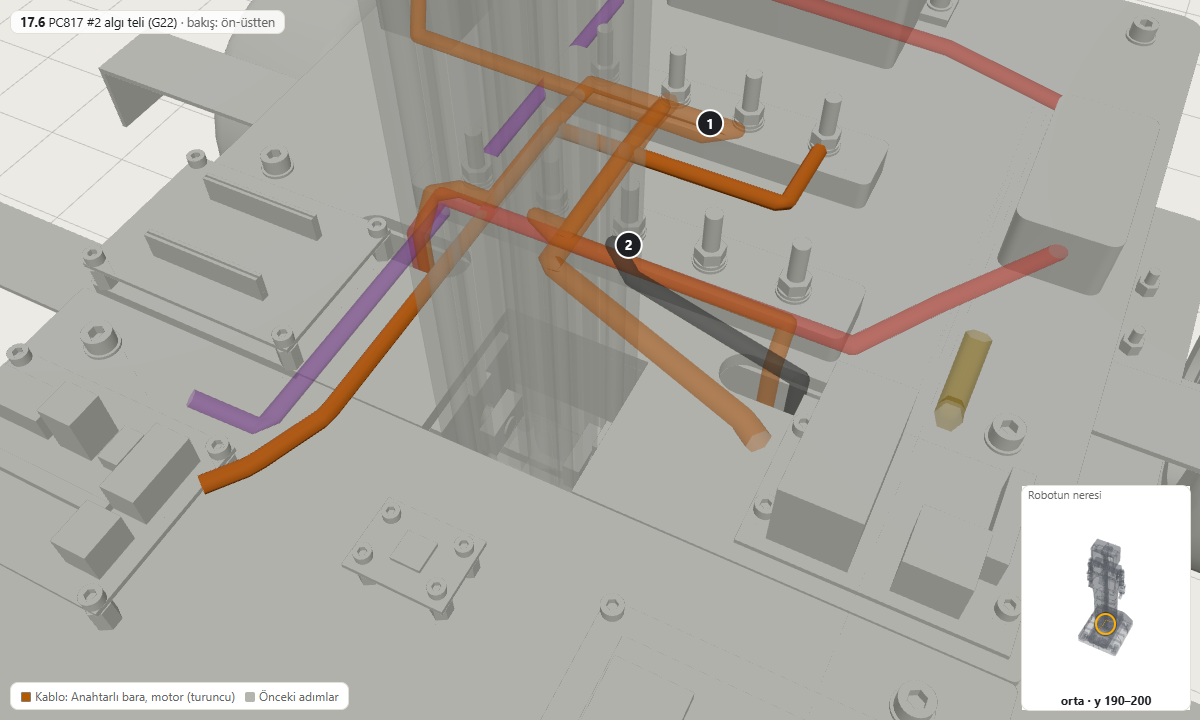 17.6 PC817 #2 algı teli (G22) · bakış: ön-üstten
1
2
Robotun neresi
orta · y 190–200
Kablo: Anahtarlı bara, motor (turuncu)
Önceki adımlar